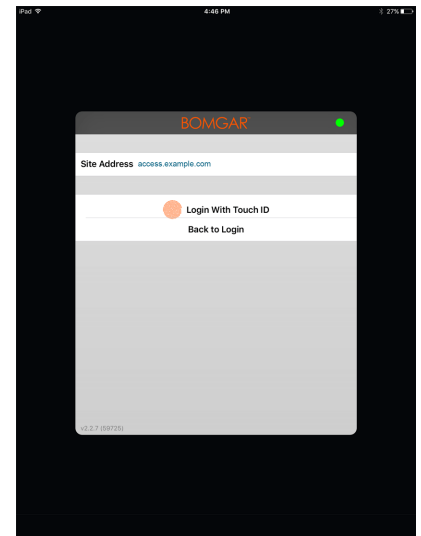 iPad 4:46 PM 27%
BOMGAR
Site Address access.example.com
Login With Touch ID
Back to Login
v2.2.7 (59725)